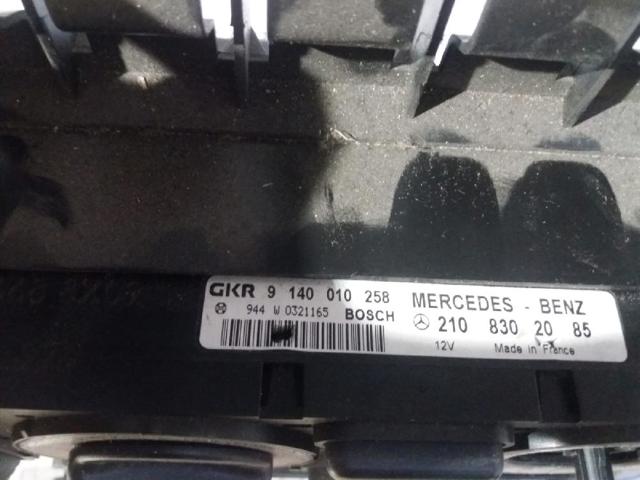 GKR 9 140 010 258 MERCEDES - BENZ
944 W 0321165 BOSCH 210 830 20 85
12V Made in France